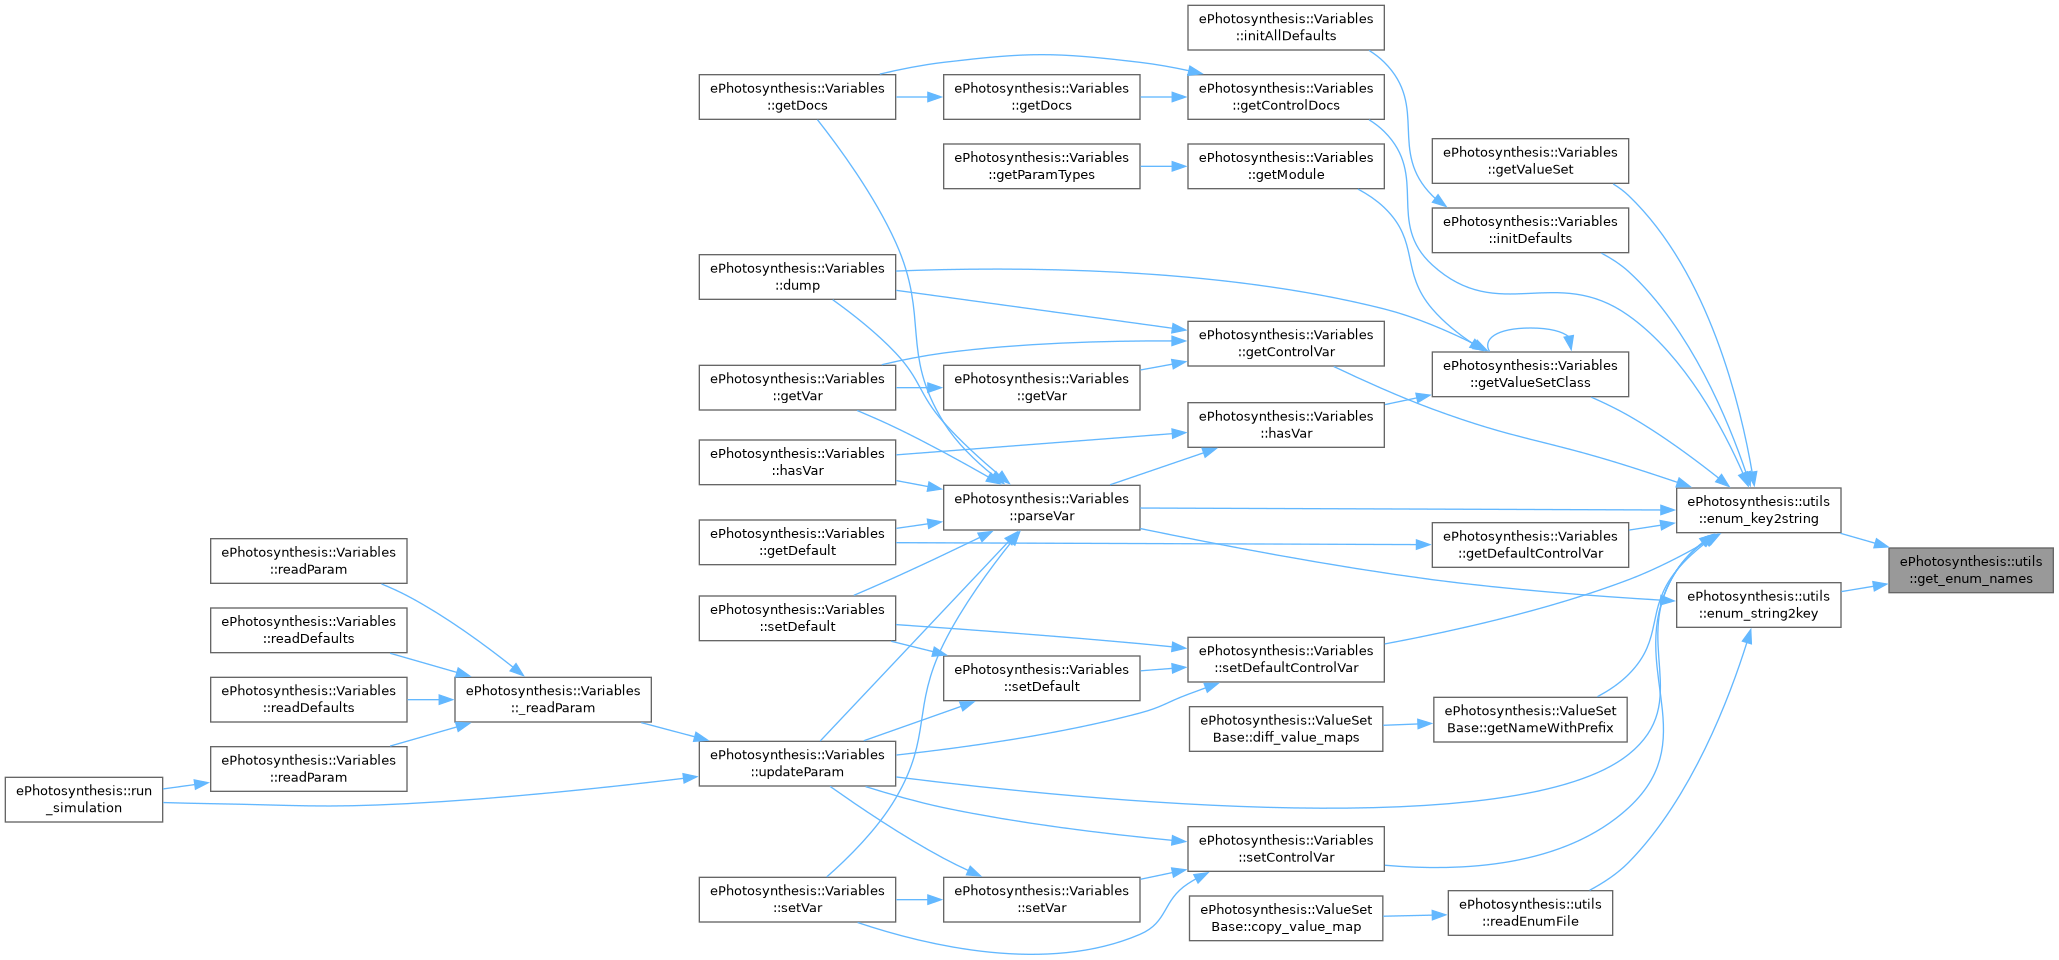 ePhotosynthesis::Variables
::initAllDefaults
ePhotosynthesis::Variables
::getDocs
ePhotosynthesis::Variables
::getDocs
ePhotosynthesis::Variables
::getControlDocs
ePhotosynthesis::Variables
::getParamTypes
ePhotosynthesis::Variables
::getModule
ePhotosynthesis::Variables
::getValueSet
ePhotosynthesis::Variables
::initDefaults
ePhotosynthesis::Variables
::dump
ePhotosynthesis::Variables
::getControlVar
ePhotosynthesis::Variables
::getValueSetClass
ePhotosynthesis::Variables
::getVar
ePhotosynthesis::Variables
::getVar
ePhotosynthesis::Variables
::hasVar
ePhotosynthesis::Variables
::hasVar
ePhotosynthesis::Variables
::parseVar
ePhotosynthesis::utils
::enum_key2string
ePhotosynthesis::Variables
::getDefault
ePhotosynthesis::Variables
::getDefaultControlVar
ePhotosynthesis::utils
::get_enum_names
ePhotosynthesis::Variables
::readParam
ePhotosynthesis::utils
::enum_string2key
ePhotosynthesis::Variables
::readDefaults
ePhotosynthesis::Variables
::setDefault
ePhotosynthesis::Variables
::setDefaultControlVar
ePhotosynthesis::Variables
::setDefault
ePhotosynthesis::Variables
::readDefaults
ePhotosynthesis::Variables
::_readParam
ePhotosynthesis::ValueSet
Base::diff_value_maps
ePhotosynthesis::ValueSet
Base::getNameWithPrefix
ePhotosynthesis::Variables
::readParam
ePhotosynthesis::Variables
::updateParam
ePhotosynthesis::run
_simulation
ePhotosynthesis::Variables
::setControlVar
ePhotosynthesis::Variables
::setVar
ePhotosynthesis::Variables
::setVar
ePhotosynthesis::ValueSet
Base::copy_value_map
ePhotosynthesis::utils
::readEnumFile